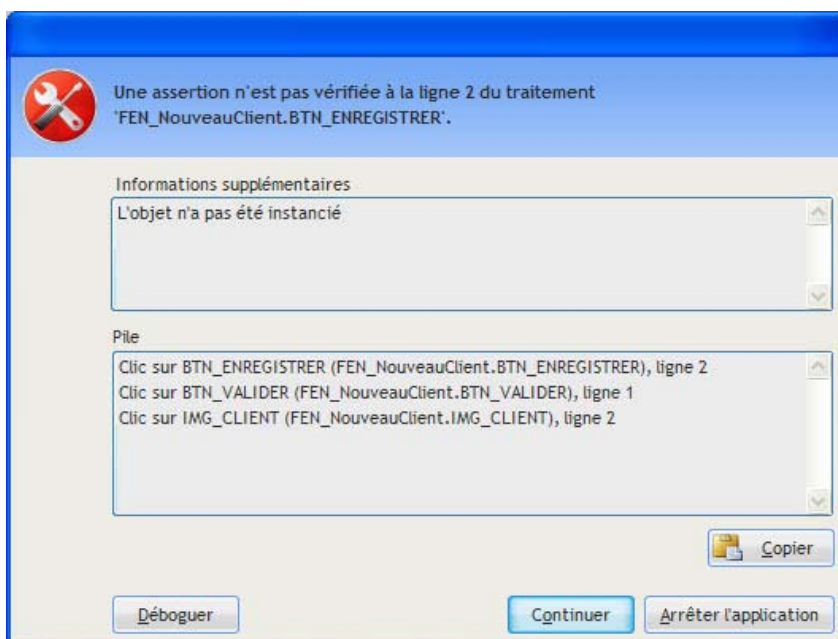 Une assertion n'est pas vérifiée à la ligne 2 du traitement
'FEN_NouveauClient.BTN_ENREGISTRER'.
Informations supplémentaires
L'objet n'a pas été instancié
Pile
Clic sur BTN_ENREGISTRER (FEN_NouveauClient.BTN_ENREGISTRER), ligne 2
Clic sur BTN_VALIDER (FEN_NouveauClient.BTN_VALIDER), ligne 1
Clic sur IMG_CLIENT (FEN_NouveauClient.IMG_CLIENT), ligne 2
Copier
Déboguer
Continuer
Arrêter l'application